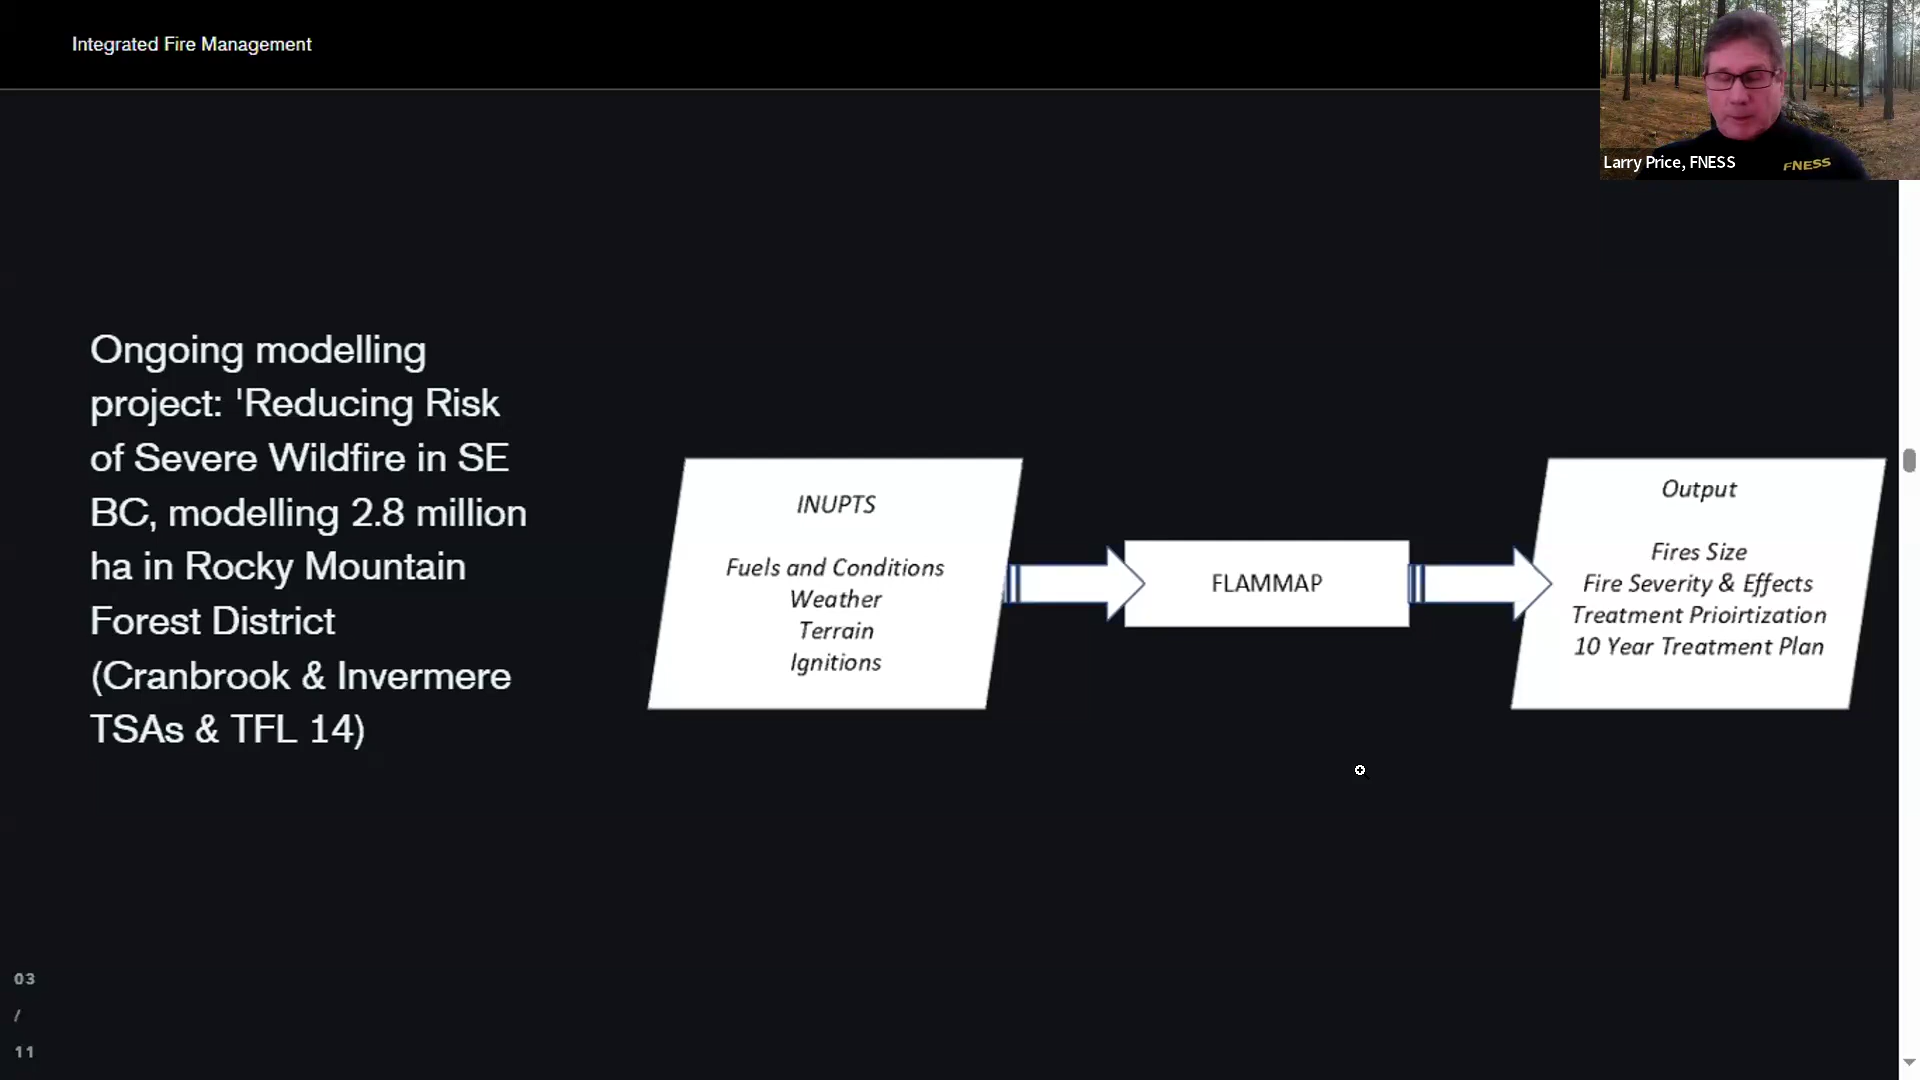 Integrated Fire Management
Larry Price, FNESS
FNESS
Ongoing modelling
project: 'Reducing Risk
of Severe Wildfire in SE
BC, modelling 2.8 million
ha in Rocky Mountain
Forest District
(Cranbrook & Invermere
TSAs & TFL 14)
INUPTS
Fuels and Conditions
Weather
Terrain
Ignitions
FLAMMAP
Output
Fires Size
Fire Severity & Effects
Treatment Prioirtization
10 Year Treatment Plan
03
/
11